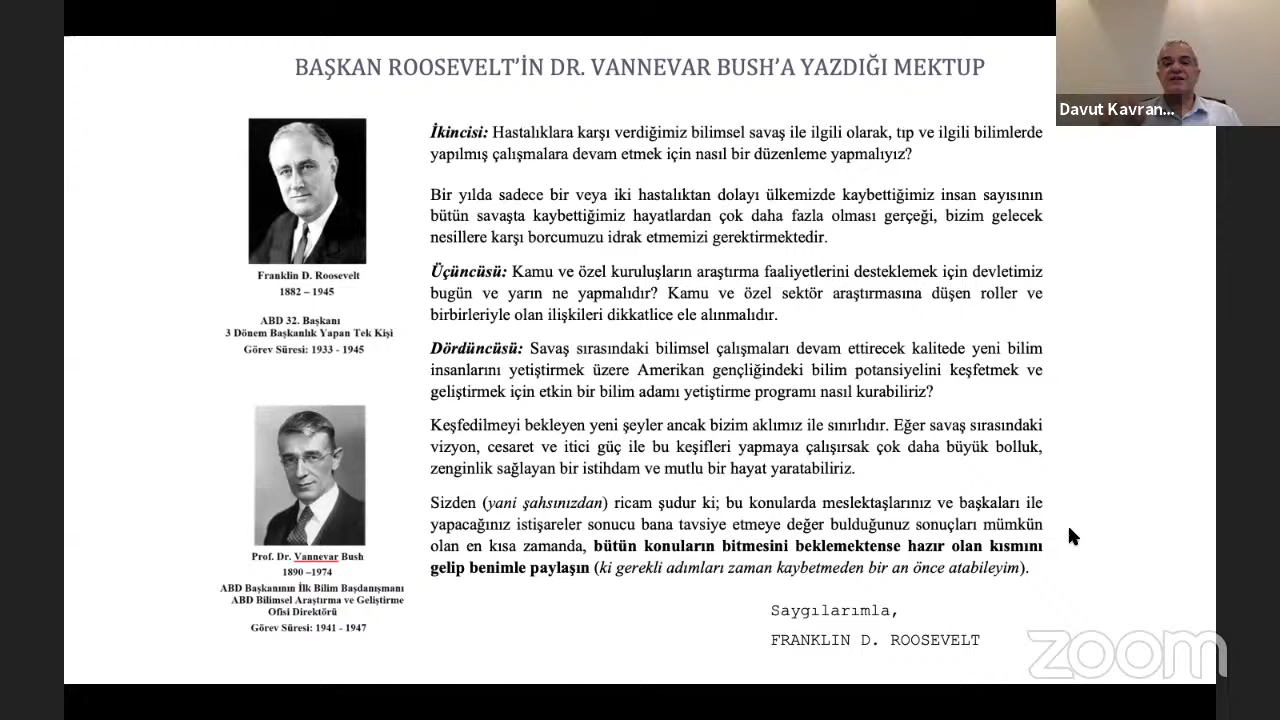 BAŞKAN ROOSEVELT'İN DR. VANNEVAR BUSH'A YAZDIĞI MEKTUP
Davut Kavran...
Franklin D. Roosevelt
1882 – 1945
ABD 32. Başkanı
3 Dönem Başkanlık Yapan Tek Kişi
Görev Süresi: 1933 - 1945
Prof. Dr. Vannevar Bush
1890 –1974
ABD Başkanının İlk Bilim Başdanışmanı
ABD Bilimsel Araştırma ve Geliştirme
Ofisi Direktörü
Görev Süresi: 1941 - 1947
İkincisi: Hastalıklara karşı verdiğimiz bilimsel savaş ile ilgili olarak, tıp ve ilgili bilimlerde
yapılmış çalışmalara devam etmek için nasıl bir düzenleme yapmalıyız?
Bir yılda sadece bir veya iki hastalıktan dolayı ülkemizde kaybettiğimiz insan sayısının
bütün savaşta kaybettiğimiz hayatlardan çok daha fazla olması gerçeği, bizim gelecek
nesillere karşı borcumuzu idrak etmemizi gerektirmektedir.
Üçüncüsü: Kamu ve özel kuruluşların araştırma faaliyetlerini desteklemek için devletimiz
bugün ve yarın ne yapmalıdır? Kamu ve özel sektör araştırmasına düşen roller ve
birbirleriyle olan ilişkileri dikkatlice ele alınmalıdır.
Dördüncüsü: Savaş sırasındaki bilimsel çalışmaları devam ettirecek kalitede yeni bilim
insanlarını yetiştirmek üzere Amerikan gençliğindeki bilim potansiyelini keşfetmek ve
geliştirmek için etkin bir bilim adamı yetiştirme programı nasıl kurabiliriz?
Keşfedilmeyi bekleyen yeni şeyler ancak bizim aklımız ile sınırlıdır. Eğer savaş sırasındaki
vizyon, cesaret ve itici güç ile bu keşifleri yapmaya çalışırsak çok daha büyük bolluk,
zenginlik sağlayan bir istihdam ve mutlu bir hayat yaratabiliriz.
Sizden (yani şahsınızdan) ricam şudur ki; bu konularda meslektaşlarınız ve başkaları ile
yapacağınız istişareler sonucu bana tavsiye etmeye değer bulduğunuz sonuçları mümkün
olan en kısa zamanda, bütün konuların bitmesini beklemektense hazır olan kısmını
gelip benimle paylaşın (ki gerekli adımları zaman kaybetmeden bir an önce atabileyim).
Saygılarımla,
FRANKLIN D. ROOSEVELT
zoom